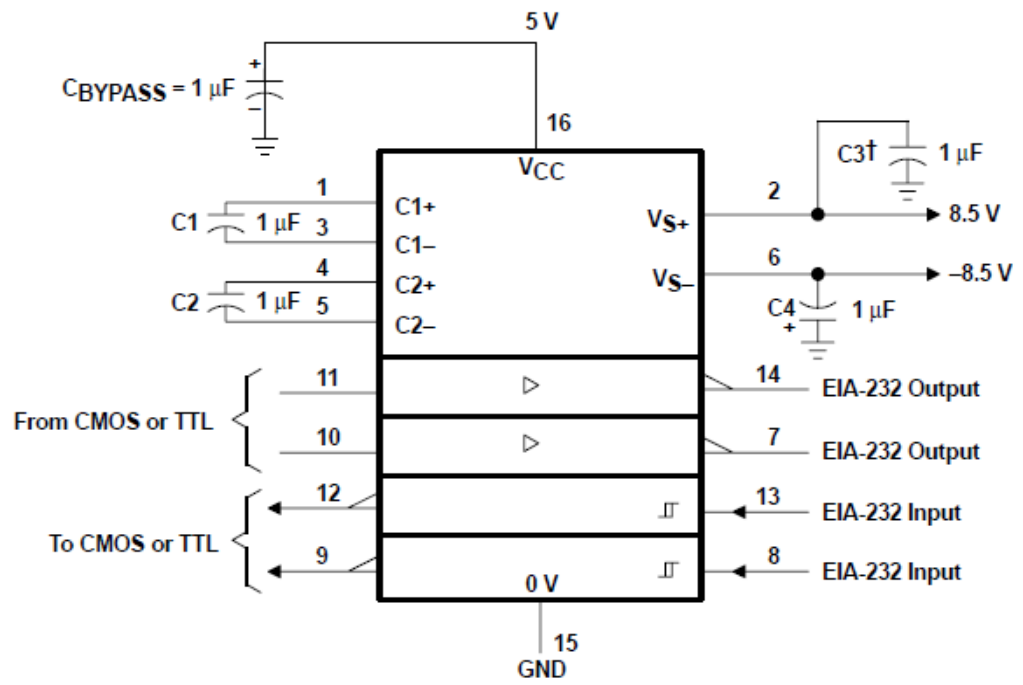 5 V
+
CBYPASS = 1 μF
–
16
VCC
C3†
1 μF
1
C1+
2
VS+
8.5 V
C1
1 μF
3
C1–
4
C2+
6
VS–
–8.5 V
C2
1 μF
5
C2–
C4
+
1 μF
11
14
EIA-232 Output
From CMOS or TTL
10
7
EIA-232 Output
12
13
EIA-232 Input
To CMOS or TTL
9
8
EIA-232 Input
0 V
15
GND